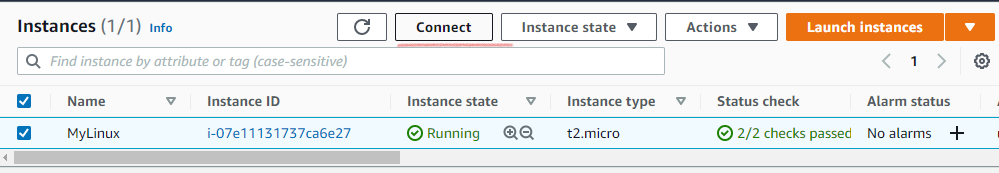 Instances (1/1) Info Connect Instance state Actions Launch instances
Find instance by attribute or tag (case-sensitive) 1
Name Instance ID Instance state Instance type Status check Alarm status
MyLinux i-07e11131737ca6e27 Running t2.micro 2/2 checks passed No alarms +